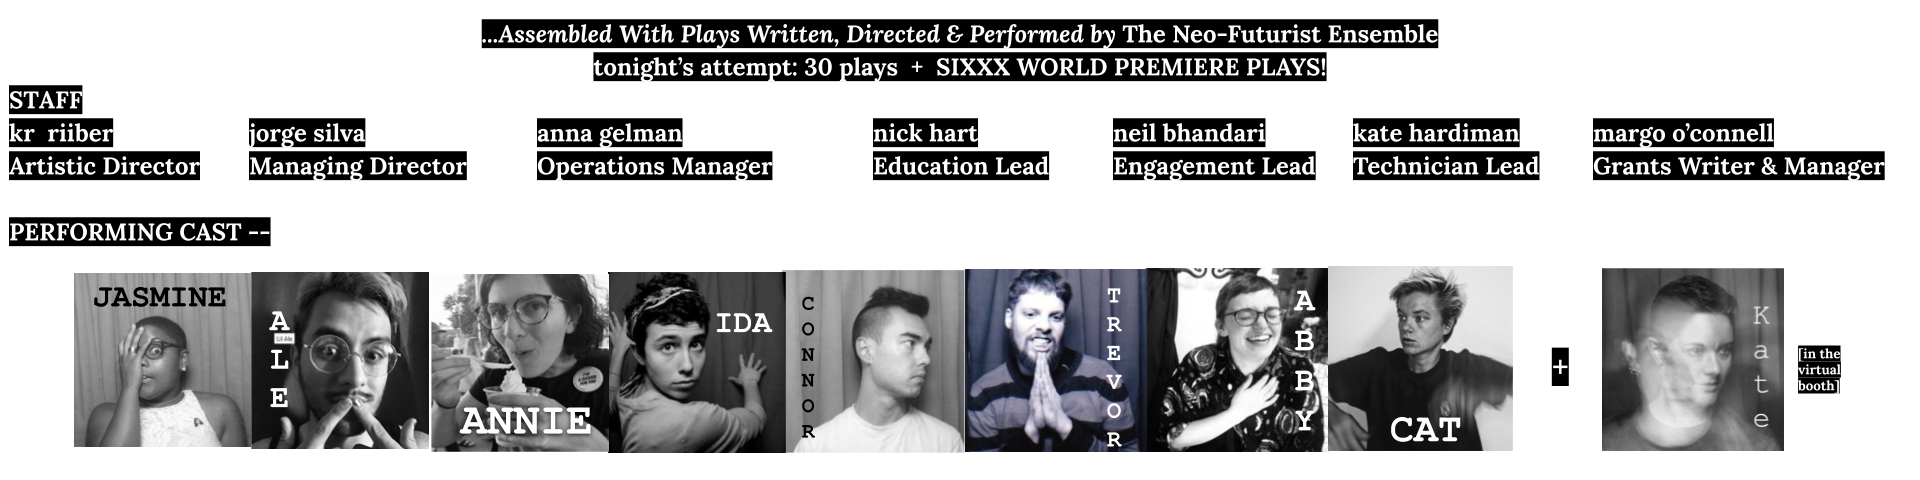 ...Assembled With Plays Written, Directed & Performed by The Neo-Futurist Ensemble
tonight's attempt: 30 plays + SIXXX WORLD PREMIERE PLAYS!
STAFF
kr riiber jorge silva anna gelman nick hart neil bhandari kate hardiman margo o'connell
Artistic Director Managing Director Operations Manager Education Lead Engagement Lead Technician Lead Grants Writer & Manager
PERFORMING CAST --
JASMINE
ALE
ANNIE
IDA
CONNOR
TREVOR
ABBY
CAT
+
Kate
[in the
virtual
booth]